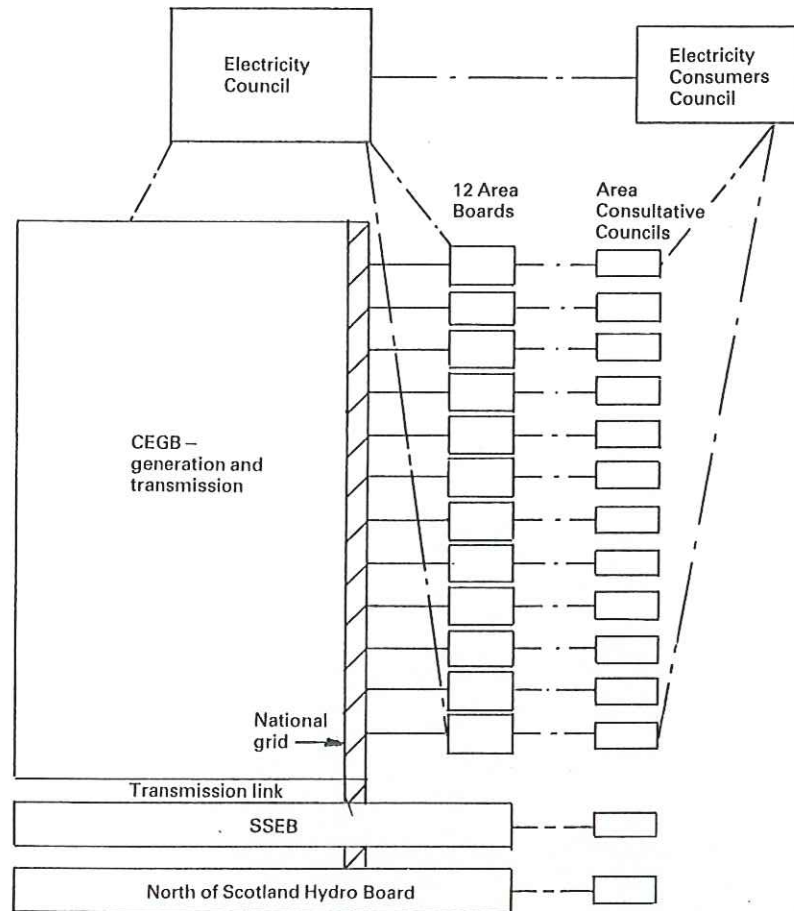 Electricity
Council
Electricity
Consumers
Council
12 Area
Boards
Area
Consultative
Councils
CEGB –
generation and
transmission
National
grid
Transmission link
SSEB
North of Scotland Hydro Board